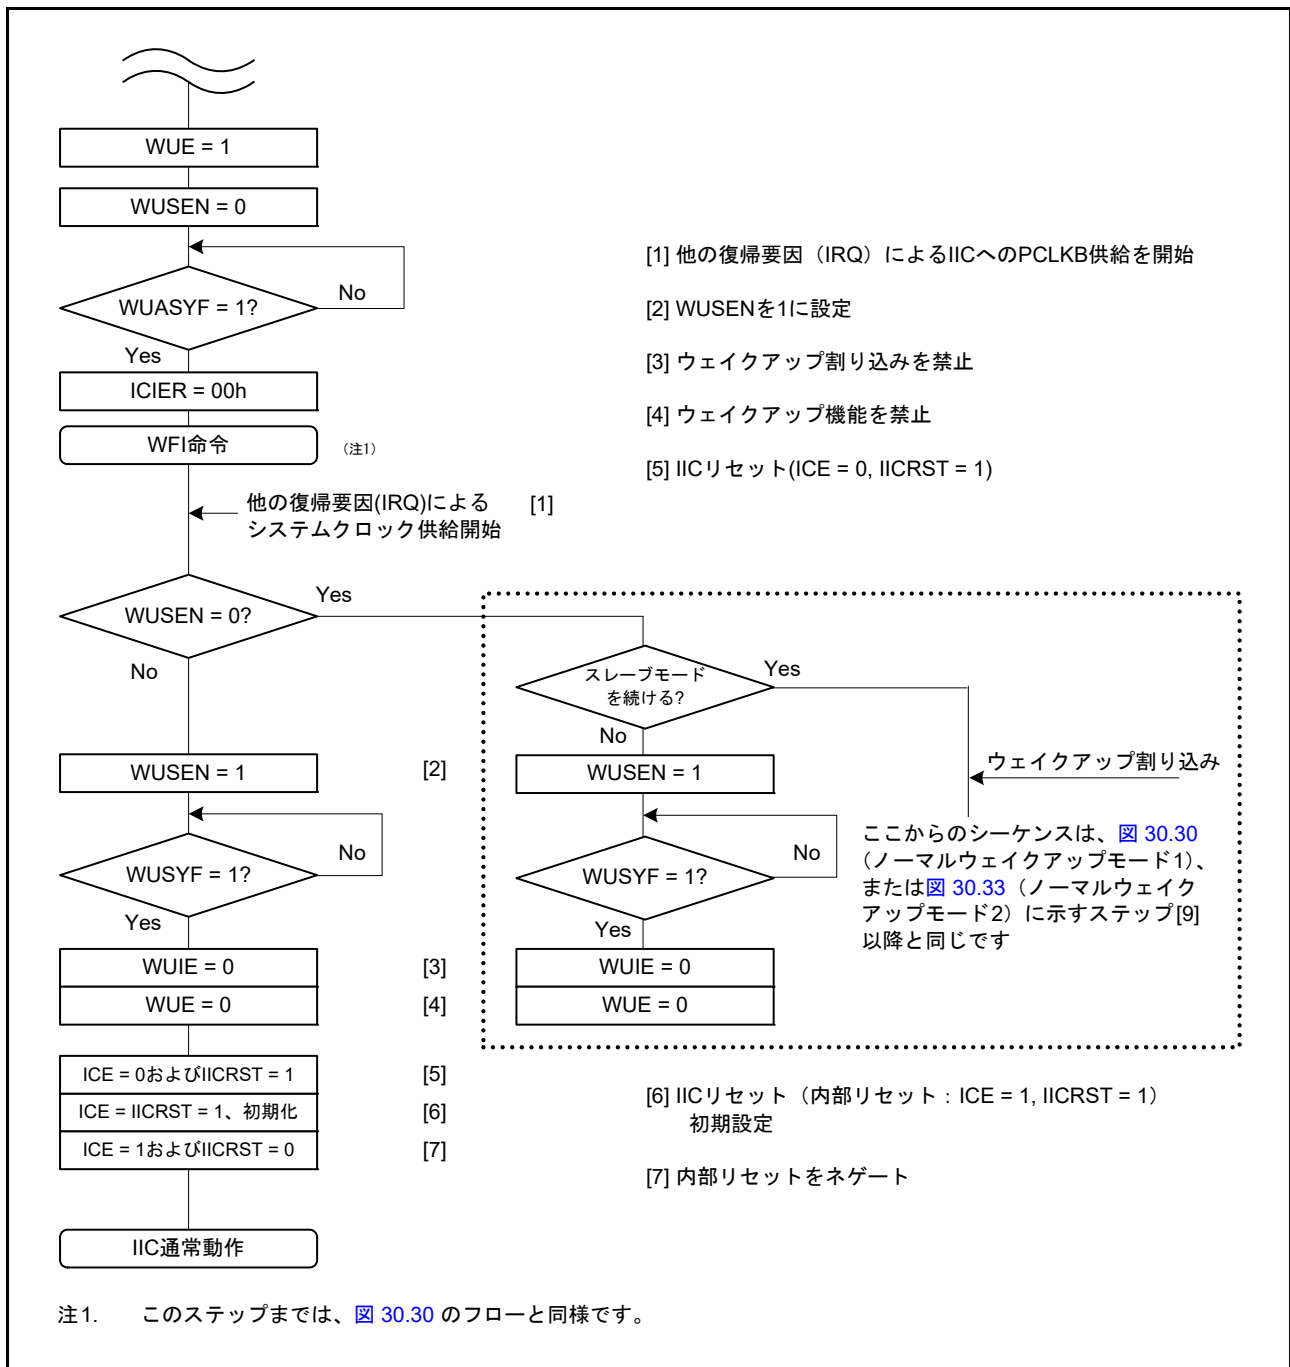 WUE = 1
WUSEN = 0
WUASYF = 1?
No
Yes
ICIER = 00h
WFI命令
（注1）
他の復帰要因(IRQ)による
システムクロック供給開始
[1]
[1] 他の復帰要因（IRQ）によるIICへのPCLKB供給を開始
[2] WUSENを1に設定
[3] ウェイクアップ割り込みを禁止
[4] ウェイクアップ機能を禁止
[5] IICリセット(ICE = 0, IICRST = 1)
WUSEN = 0?
Yes
No
WUSEN = 1
[2]
WUSYF = 1?
No
Yes
WUIE = 0
[3]
WUE = 0
[4]
スレーブモード
を続ける?
Yes
No
WUSEN = 1
WUSYF = 1?
No
Yes
WUIE = 0
WUE = 0
ウェイクアップ割り込み
ここからのシーケンスは、図 30.30
（ノーマルウェイクアップモード1）、
または図 30.33（ノーマルウェイク
アップモード2）に示すステップ[9]
以降と同じです
ICE = 0およびIICRST = 1
[5]
ICE = IICRST = 1、初期化
[6]
ICE = 1およびIICRST = 0
[7]
[6] IICリセット（内部リセット：ICE = 1, IICRST = 1）
初期設定
[7] 内部リセットをネゲート
IIC通常動作
注1. このステップまでは、図 30.30 のフローと同様です。